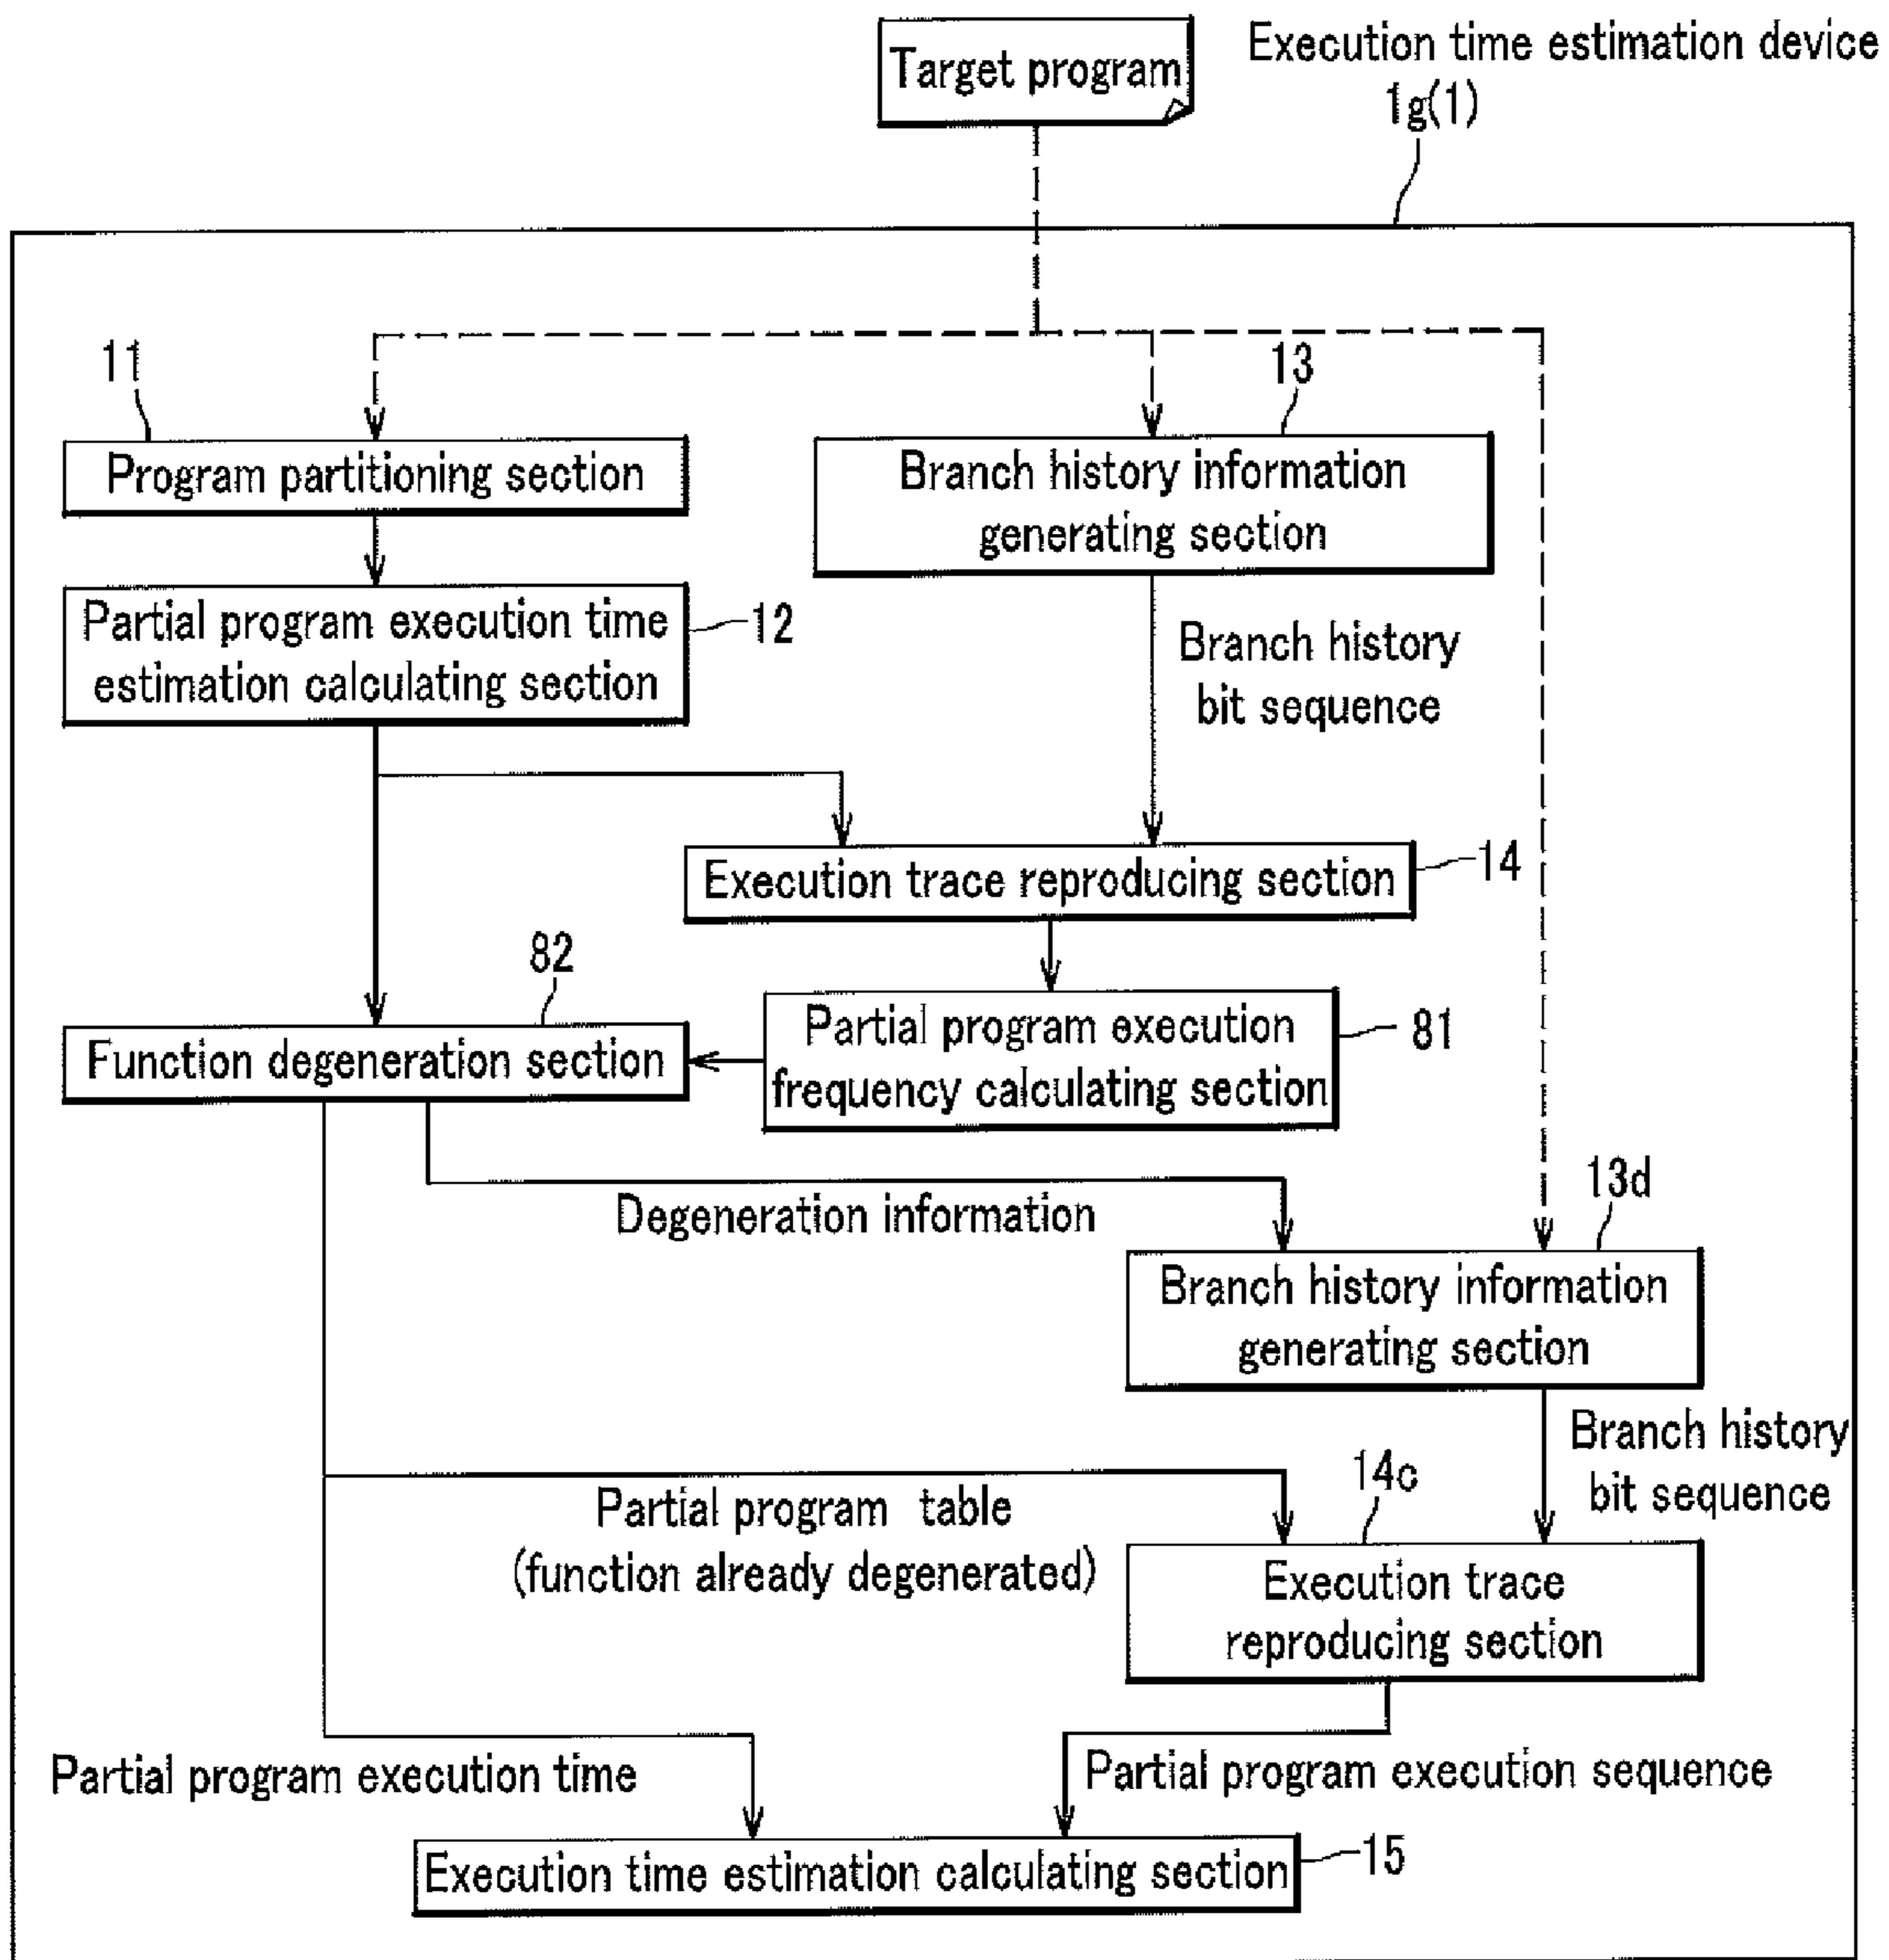 Target program
Execution time estimation device
1g(1)
11
13
Program partitioning section
Branch history information
generating section
Partial program execution time
estimation calculating section
12
Branch history
bit sequence
Execution trace reproducing section
14
82
Function degeneration section
Partial program execution
frequency calculating section
81
Degeneration information
13d
Branch history information
generating section
Branch history
bit sequence
Partial program table
(function already degenerated)
14c
Execution trace
reproducing section
Partial program execution time
Partial program execution sequence
Execution time estimation calculating section
15